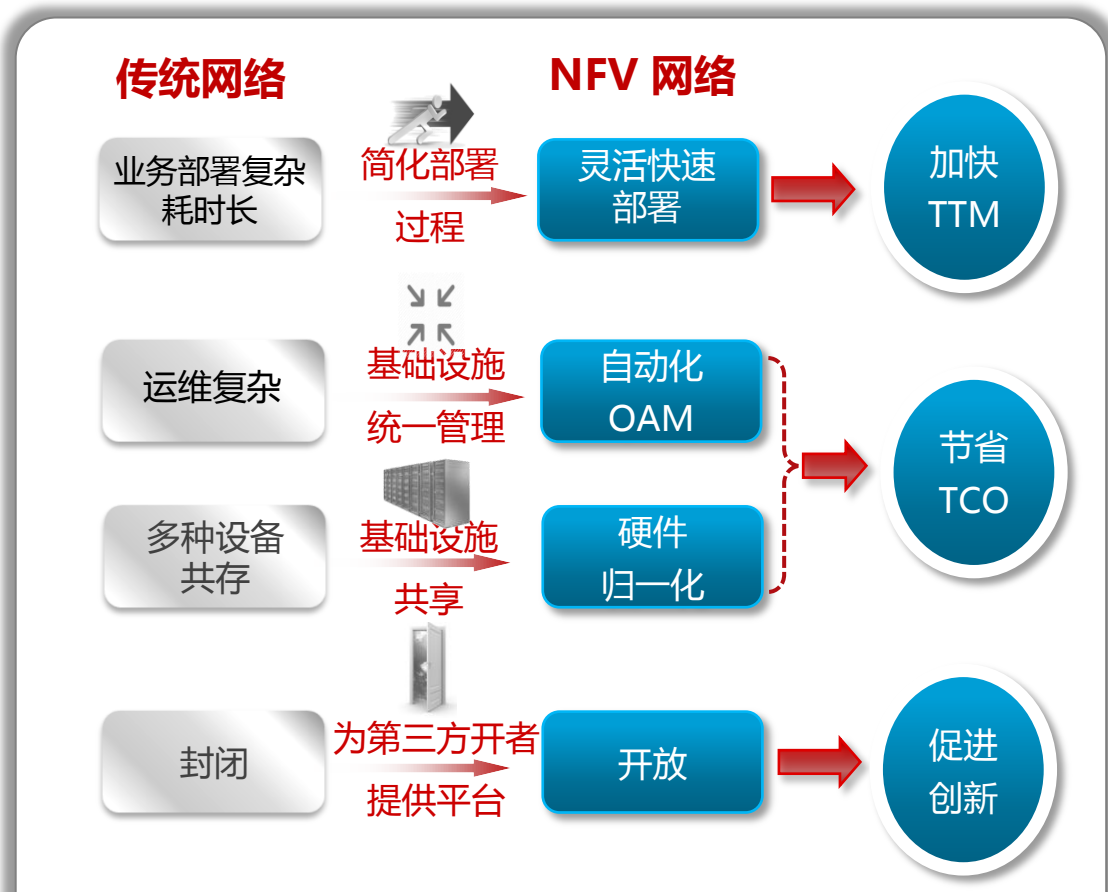 传统网络
NFV 网络
业务部署复杂
耗时长
简化部署
过程
灵活快速
部署
加快
TTM
运维复杂
基础设施
统一管理
自动化
OAM
多种设备
共存
基础设施
共享
硬件
归一化
节省
TCO
封闭
为第三方开者
提供平台
开放
促进
创新